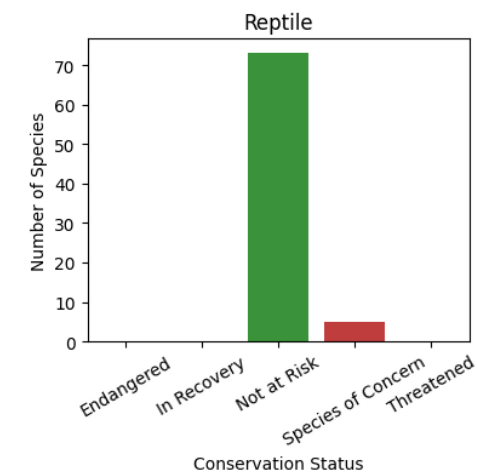 Reptile
Number of Species
70
60
50
40
30
20
10
0
Endangered
In Recovery
Not at Risk
Species of Concern
Threatened
Conservation Status